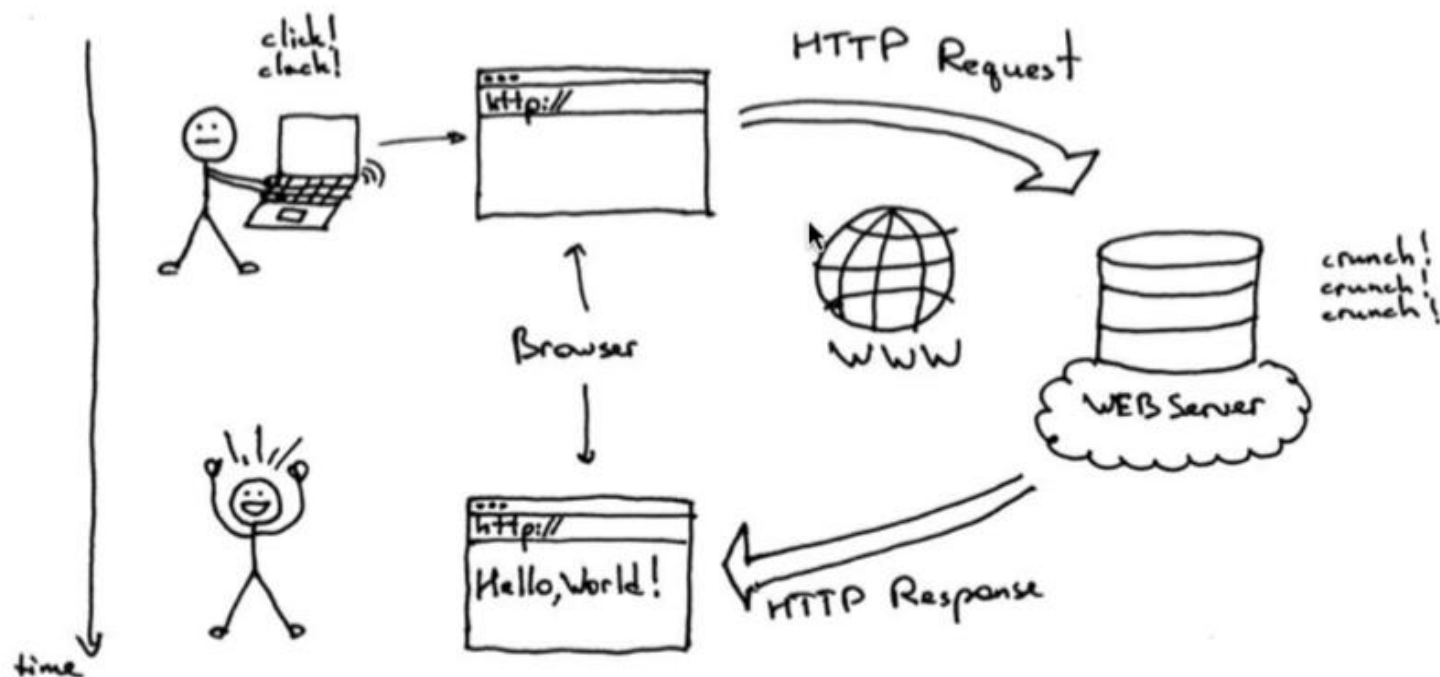 click!
clack!
HTTP Request
http://
crunch!
crunch!
crunch!
Browser
WWW
WEB Server
http://
Hello, World!
HTTP Response
time